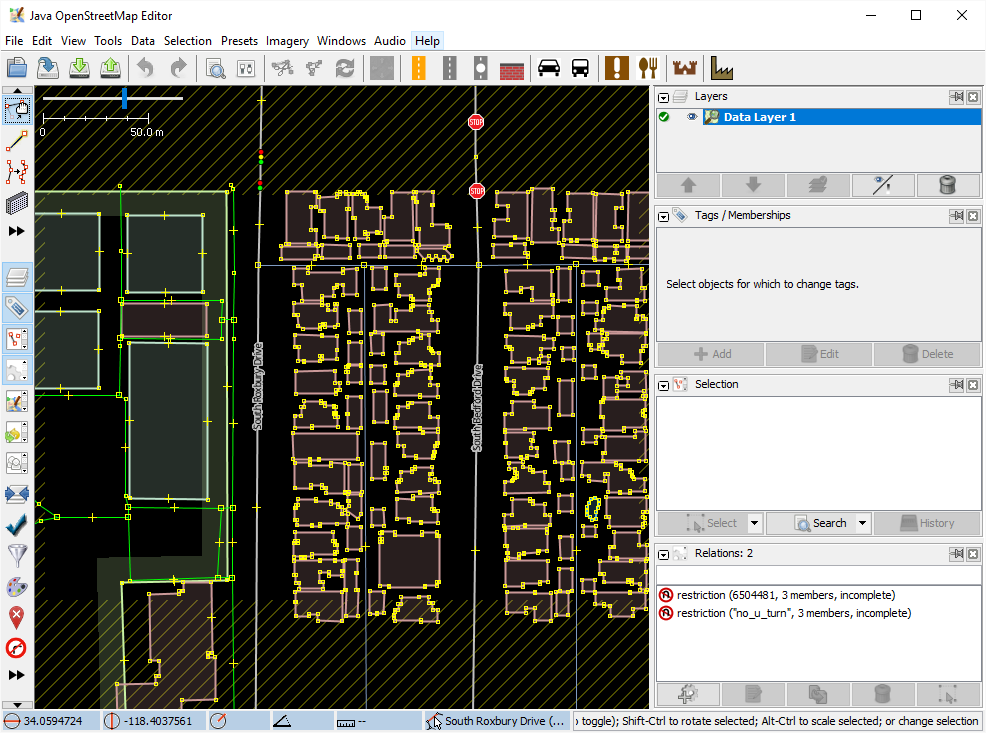 Java OpenStreetMap Editor
File Edit View Tools Data Selection Presets Imagery Windows Audio Help
0 50.0 m
STOP
STOP
South Roxbury Drive
South Bedford Drive
Layers
Data Layer 1
Tags / Memberships
Select objects for which to change tags.
Add Edit Delete
Selection
Select Search History
Relations: 2
restriction (6504481, 3 members, incomplete)
restriction ("no_u_turn", 3 members, incomplete)
34.0594724 -118.4037561 -- South Roxbury Drive (... toggle); Shift-Ctrl to rotate selected; Alt-Ctrl to scale selected; or change selection